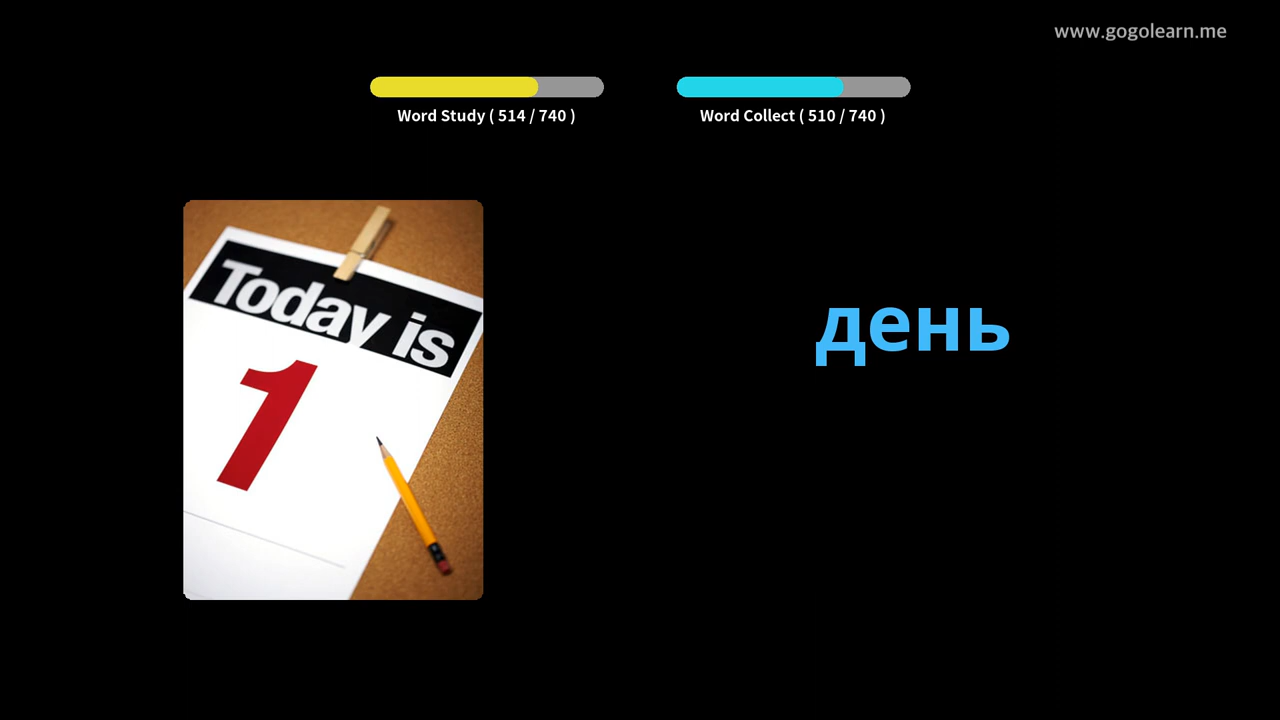 www.gogolearn.me
Word Study ( 514 / 740 )
Word Collect ( 510 / 740 )
Today is
1
день